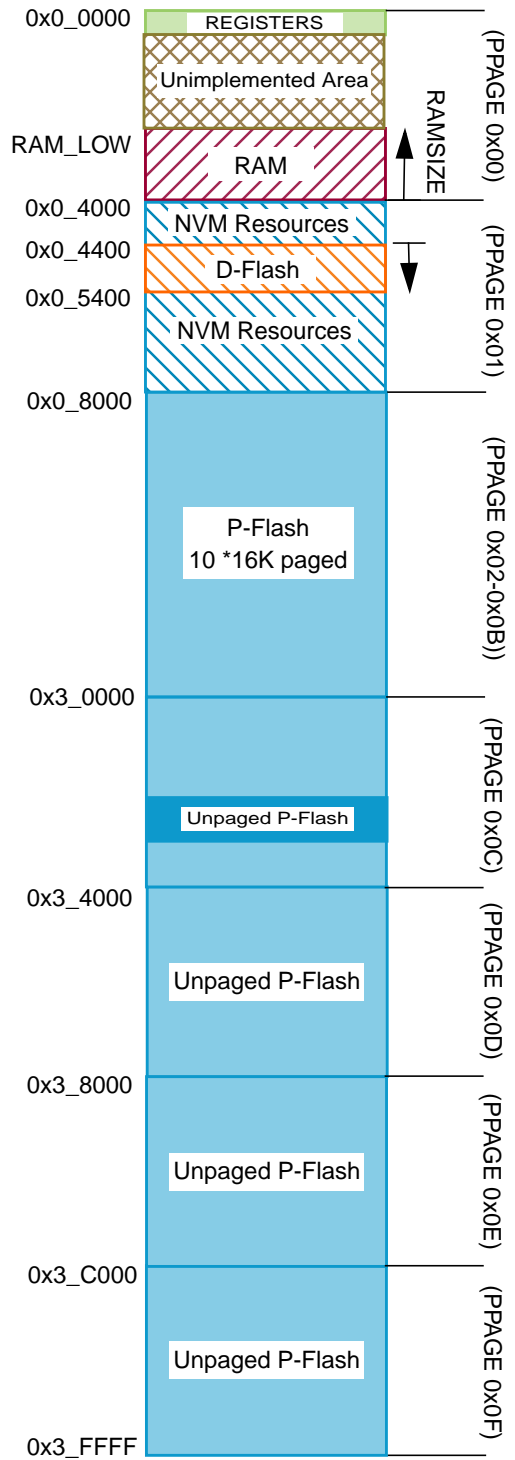 0x0_0000
REGISTERS
Unimplemented Area
(PPAGE 0x00)
RAM_LOW
RAM
RAMSIZE
0x0_4000
NVM Resources
0x0_4400
D-Flash
(PPAGE 0x01)
0x0_5400
NVM Resources
0x0_8000
P-Flash
10 *16K paged
(PPAGE 0x02-0x0B))
0x3_0000
Unpaged P-Flash
(PPAGE 0x0C)
0x3_4000
Unpaged P-Flash
(PPAGE 0x0D)
0x3_8000
Unpaged P-Flash
(PPAGE 0x0E)
0x3_C000
Unpaged P-Flash
(PPAGE 0x0F)
0x3_FFFF